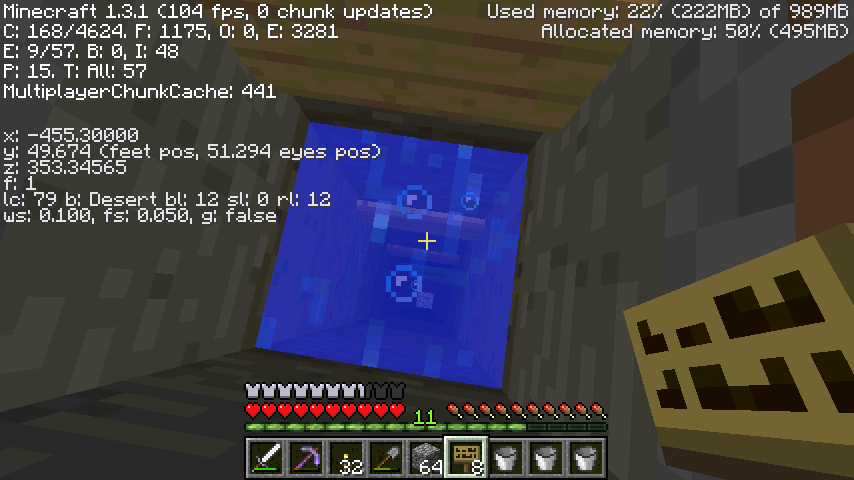 Minecraft 1.3.1 (104 fps, 0 chunk updates)
Used memory: 22% (222MB) of 989MB
C: 168/4624. F: 1175, O: 0, E: 3281
Allocated memory: 50% (495MB)
E: 9/57. B: 0, I: 48
P: 15. T: All: 57
MultiplayerChunkCache: 441
x: -455.30000
y: 49.674 (feet pos, 51.294 eyes pos)
z: 353.34565
f: 1
lc: 79 b: Desert bl: 12 sl: 0 rl: 12
ws: 0.100, fs: 0.050, g: false
11
32
64
8